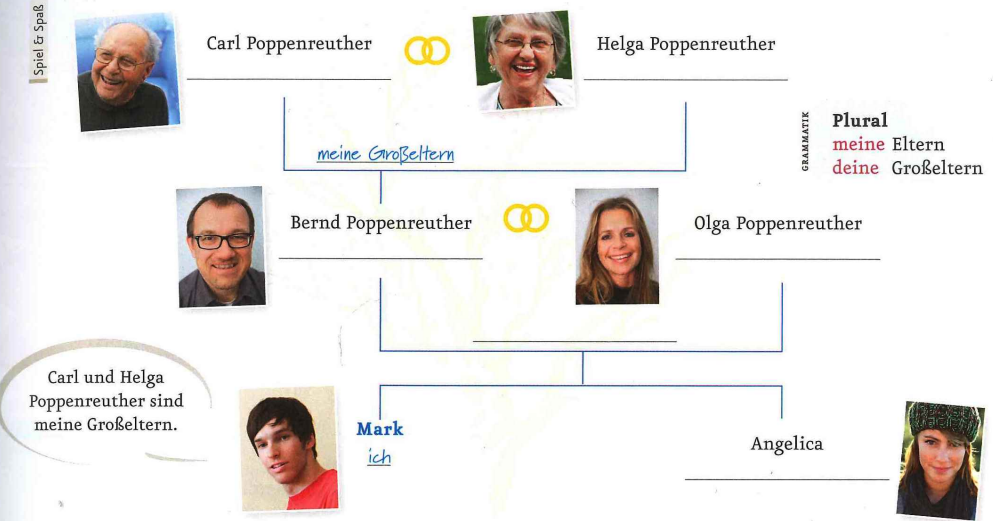 Spiel & Spaß
Carl Poppenreuther
Helga Poppenreuther
GRAMMATIK
Plural
meine Eltern
deine Großeltern
meine Großeltern
Bernd Poppenreuther
Olga Poppenreuther
Carl und Helga
Poppenreuther sind
meine Großeltern.
Mark
ich
Angelica